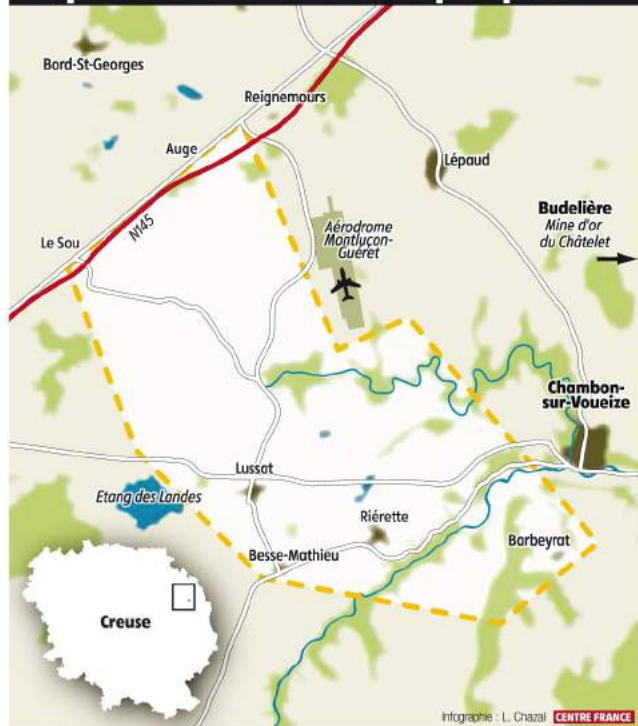 Bord-St-Georges
Reignemours
Auge
Lépaud
Budelière
Mine d'or
du Châtelet
Aérodrome
Montluçon-
Guéret
N145
Le Sou
Chambon-
sur-Voueize
Lussat
Etang des Landes
Riérette
Borbeyrat
Besse-Mathieu
Creuse
Infographie : L. Chazal CENTRE FRANCE